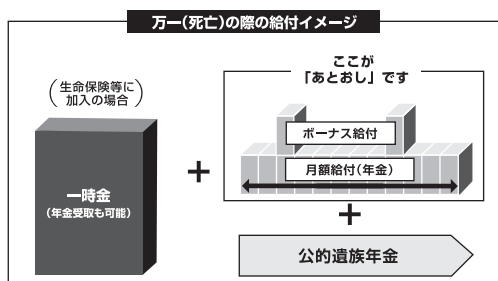 万一(死亡)の際の給付イメージ
(生命保険等に
加入の場合)
一時金
(年金受取も可能)
+
ここが
「あとおし」です
ボーナス給付
月額給付(年金)
+
公的遺族年金